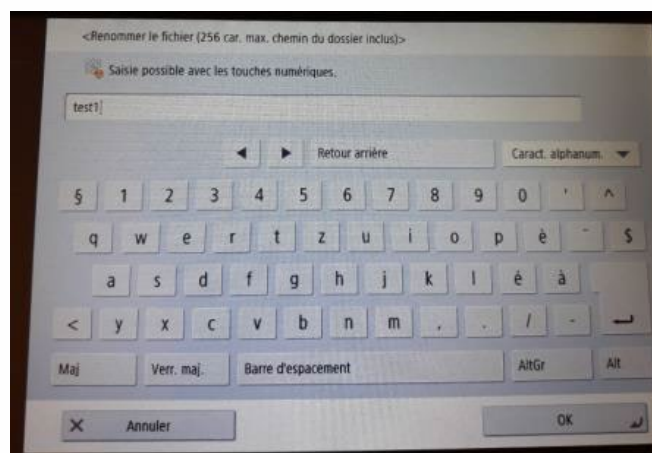 <Renommer le fichier (256 car. max. chemin du dossier inclus)>
Saisie possible avec les touches numériques.
test1
◀ ▶ Retour arrière Caract. alphanum. ▼
§ 1 2 3 4 5 6 7 8 9 0 ' ^
q w e r t z u i o p è ¨ $
a s d f g h j k l é à
< y x c v b n m , . / -
Maj Verr. maj. Barre d'espacement AltGr Alt
X Annuler OK